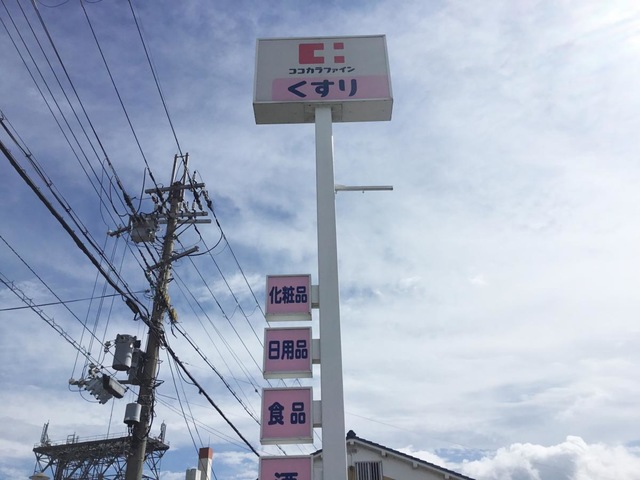 ココカラファイン
くすり
化粧品
日用品
食品
酒